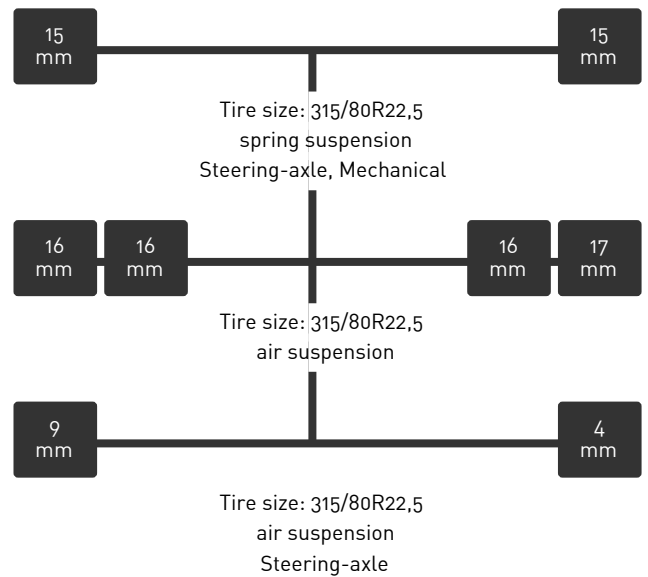 15 15
mm mm
Tire size: 315/80R22,5
spring suspension
Steering-axle, Mechanical
16 16 16 17
mm mm mm mm
Tire size: 315/80R22,5
air suspension
9 4
mm mm
Tire size: 315/80R22,5
air suspension
Steering-axle